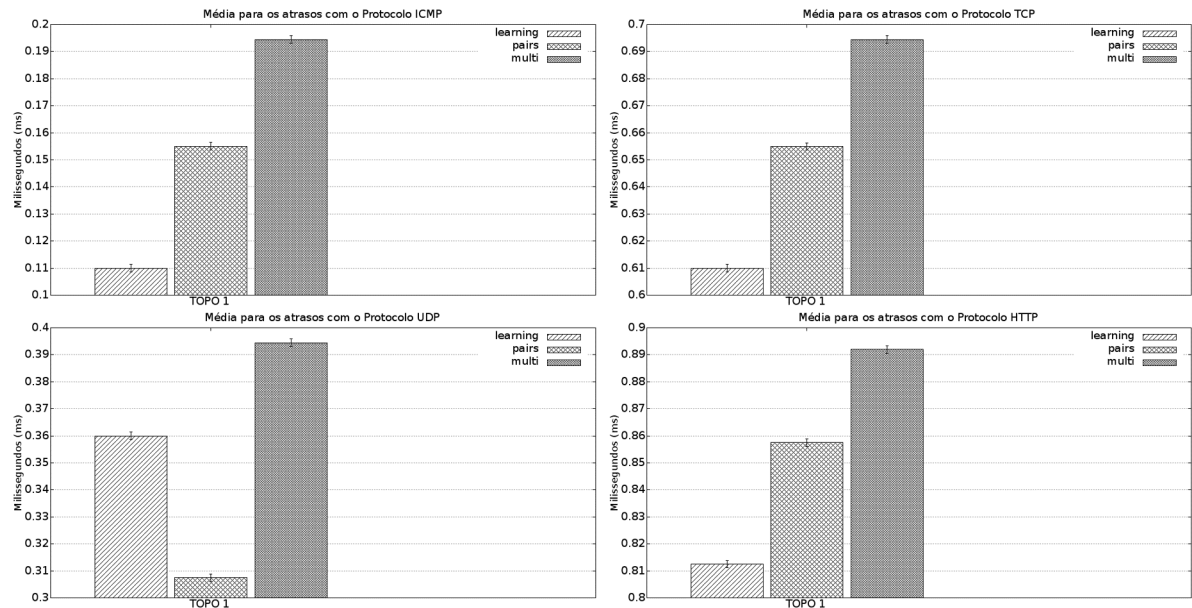 Média para os atrasos com o Protocolo ICMP
Milissegundos (ms)
0.2
0.19
0.18
0.17
0.16
0.15
0.14
0.13
0.12
0.11
0.1
learning
pairs
multi
TOPO 1
Média para os atrasos com o Protocolo TCP
Milissegundos (ms)
0.7
0.69
0.68
0.67
0.66
0.65
0.64
0.63
0.62
0.61
0.6
learning
pairs
multi
TOPO 1
Média para os atrasos com o Protocolo UDP
Milissegundos (ms)
0.4
0.39
0.38
0.37
0.36
0.35
0.34
0.33
0.32
0.31
0.3
learning
pairs
multi
TOPO 1
Média para os atrasos com o Protocolo HTTP
Milissegundos (ms)
0.9
0.89
0.88
0.87
0.86
0.85
0.84
0.83
0.82
0.81
0.8
learning
pairs
multi
TOPO 1